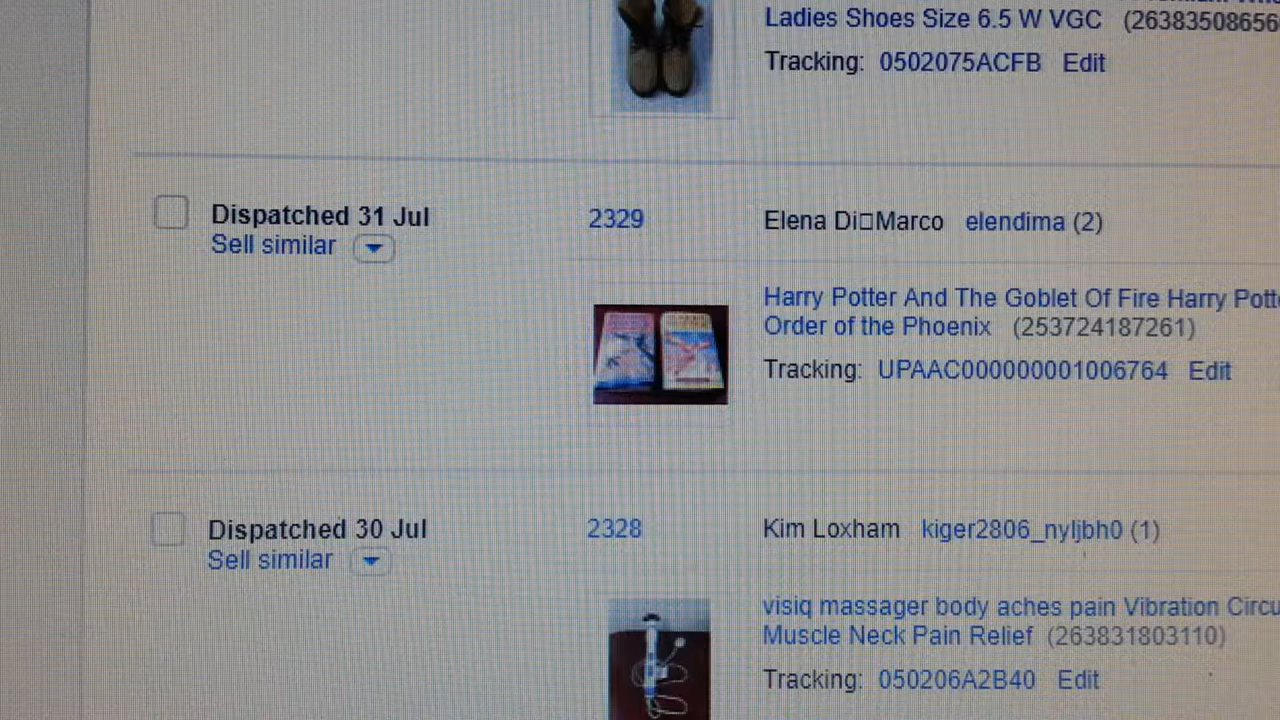 Ladies Shoes Size 6.5 W VGC (26383508656
Tracking: 0502075ACFB Edit
Dispatched 31 Jul 2329 Elena Di□Marco elendima (2)
Sell similar
Harry Potter And The Goblet Of Fire Harry Potte
Order of the Phoenix (253724187261)
Tracking: UPAAC000000001006764 Edit
Dispatched 30 Jul 2328 Kim Loxham kiger2806_nyljbh0 (1)
Sell similar
visiq massager body aches pain Vibration Circu
Muscle Neck Pain Relief (263831803110)
Tracking: 050206A2B40 Edit